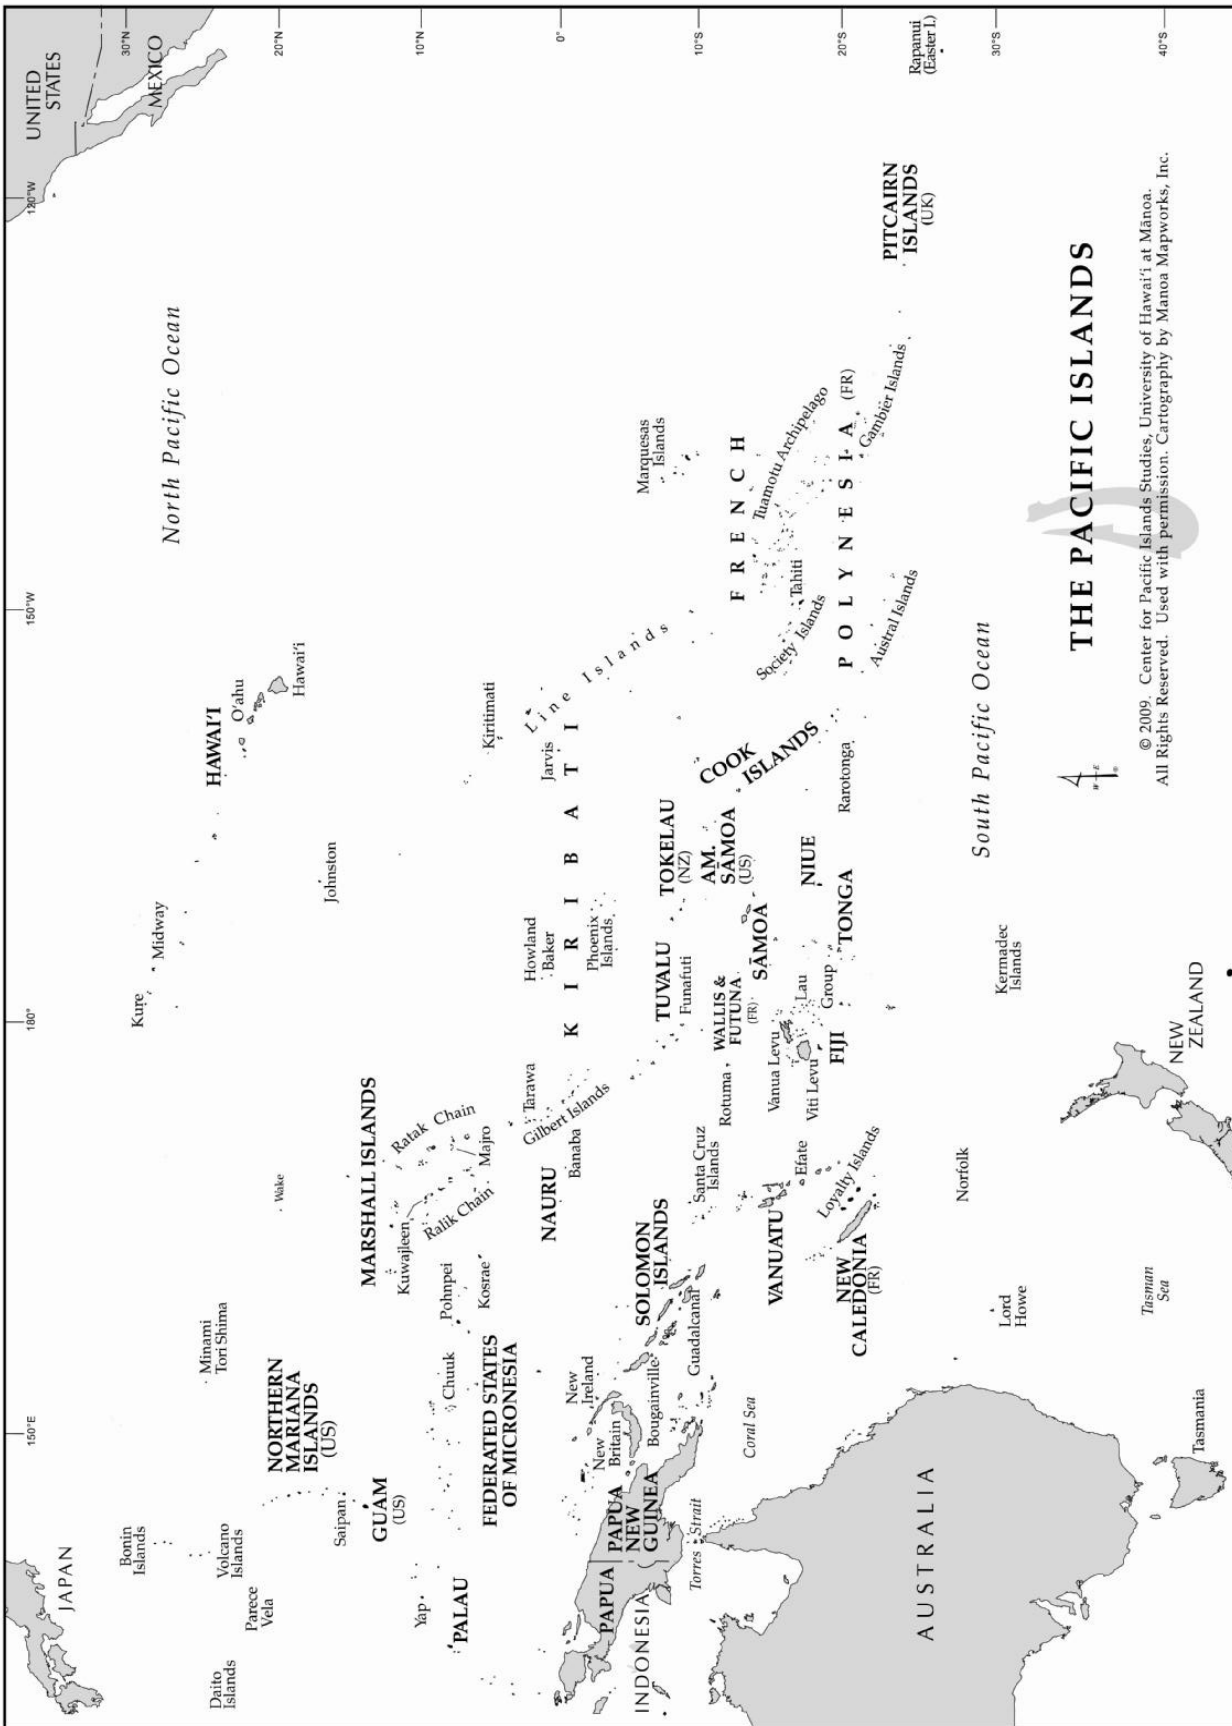 UNITED
STATES
MEXICO
30°N
20°N
10°N
0°
10°S
20°S
30°S
40°S
120°W
150°W
180°
150°E
JAPAN
Bonin
Islands
Daito
Islands
Parece
Vela
Volcano
Islands
Minami
Tori Shima
NORTHERN
MARIANA
ISLANDS
(US)
Saipan
GUAM
(US)
Yap
PALAU
FEDERATED STATES
OF MICRONESIA
Chuuk
Pohnpei
Kosrae
Wake
MARSHALL ISLANDS
Kuwajleen
Ratak Chain
Ralik Chain
Majro
Kure
Midway
HAWAI'I
O'ahu
Hawai'i
Johnston
North Pacific Ocean
NAURU
Banaba
Tarawa
Gilbert Islands
KIRIBATI
Howland
Baker
Phoenix
Islands
Jarvis
Kiritimati
Line Islands
INDONESIA
PAPUA
PAPUA
NEW
GUINEA
New
Britain
New
Ireland
Bougainville
SOLOMON
ISLANDS
Guadalcanal
Santa Cruz
Islands
Torres Strait
Coral Sea
TUVALU
Funafuti
TOKELAU
(NZ)
WALLIS &
FUTUNA
(FR)
Rotuma
SĀMOA
AM.
SĀMOA
(US)
COOK
ISLANDS
Rarotonga
NIUE
TONGA
Vanua Levu
Viti Levu
Lau
Group
FIJI
VANUATU
Efate
Loyalty Islands
NEW
CALEDONIA
(FR)
Marquesas
Islands
FRENCH
POLYNESIA (FR)
Tuamotu Archipelago
Tahiti
Society Islands
Austral Islands
Gambier Islands
PITCAIRN
ISLANDS
(UK)
Rapanui
(Easter I.)
South Pacific Ocean
AUSTRALIA
Lord
Howe
Norfolk
Kermadec
Islands
Tasman
Sea
Tasmania
NEW
ZEALAND
W
E
THE PACIFIC ISLANDS
© 2009. Center for Pacific Islands Studies, University of Hawai'i at Mānoa.
All Rights Reserved. Used with permission. Cartography by Manoa Mapworks, Inc.